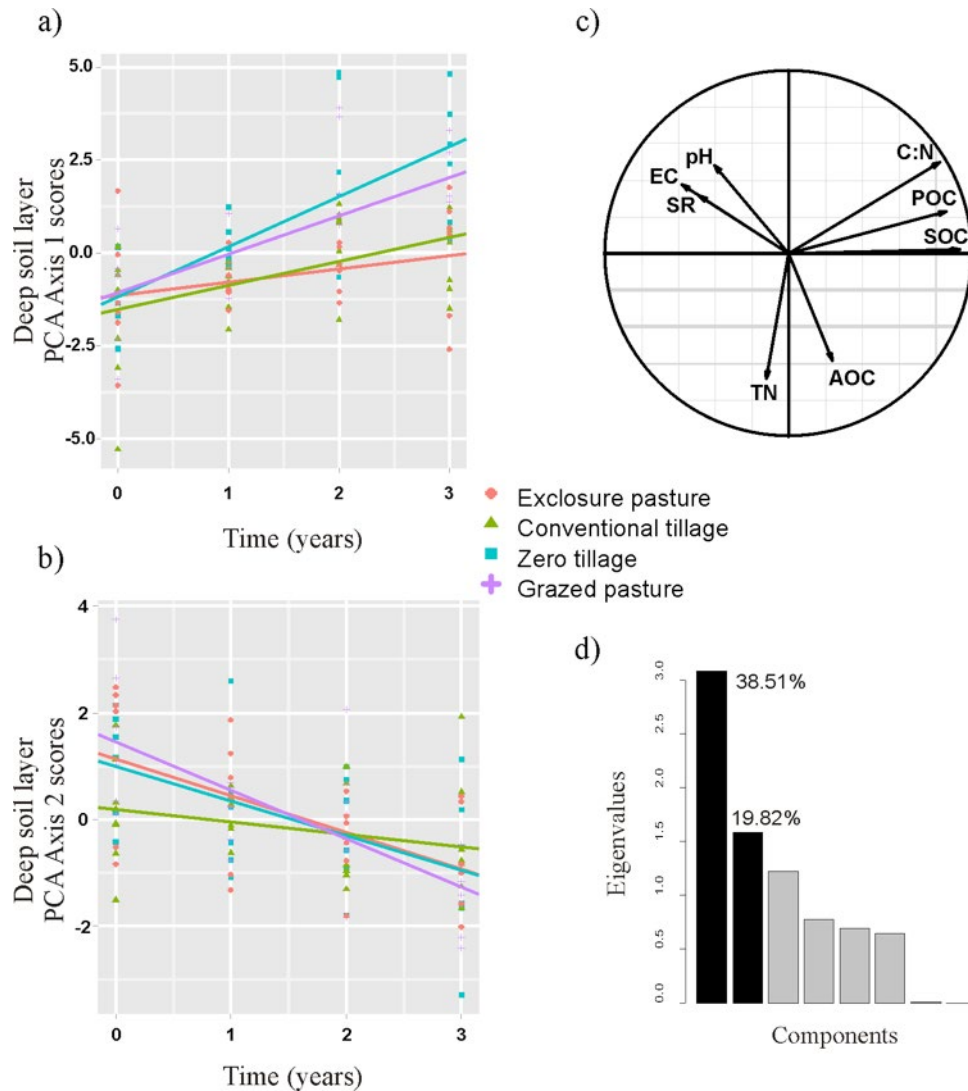 a)
5.0
2.5
0.0
-2.5
-5.0
Deep soil layer
PCA Axis 1 scores
0 1 2 3
Time (years)
c)
pH
EC
SR
C:N
POC
SOC
TN
AOC
Exclosure pasture
Conventional tillage
Zero tillage
Grazed pasture
b)
4
2
0
-2
Deep soil layer
PCA Axis 2 scores
0 1 2 3
Time (years)
d)
38.51%
19.82%
3.0
2.5
2.0
1.5
1.0
0.5
0.0
Eigenvalues
Components